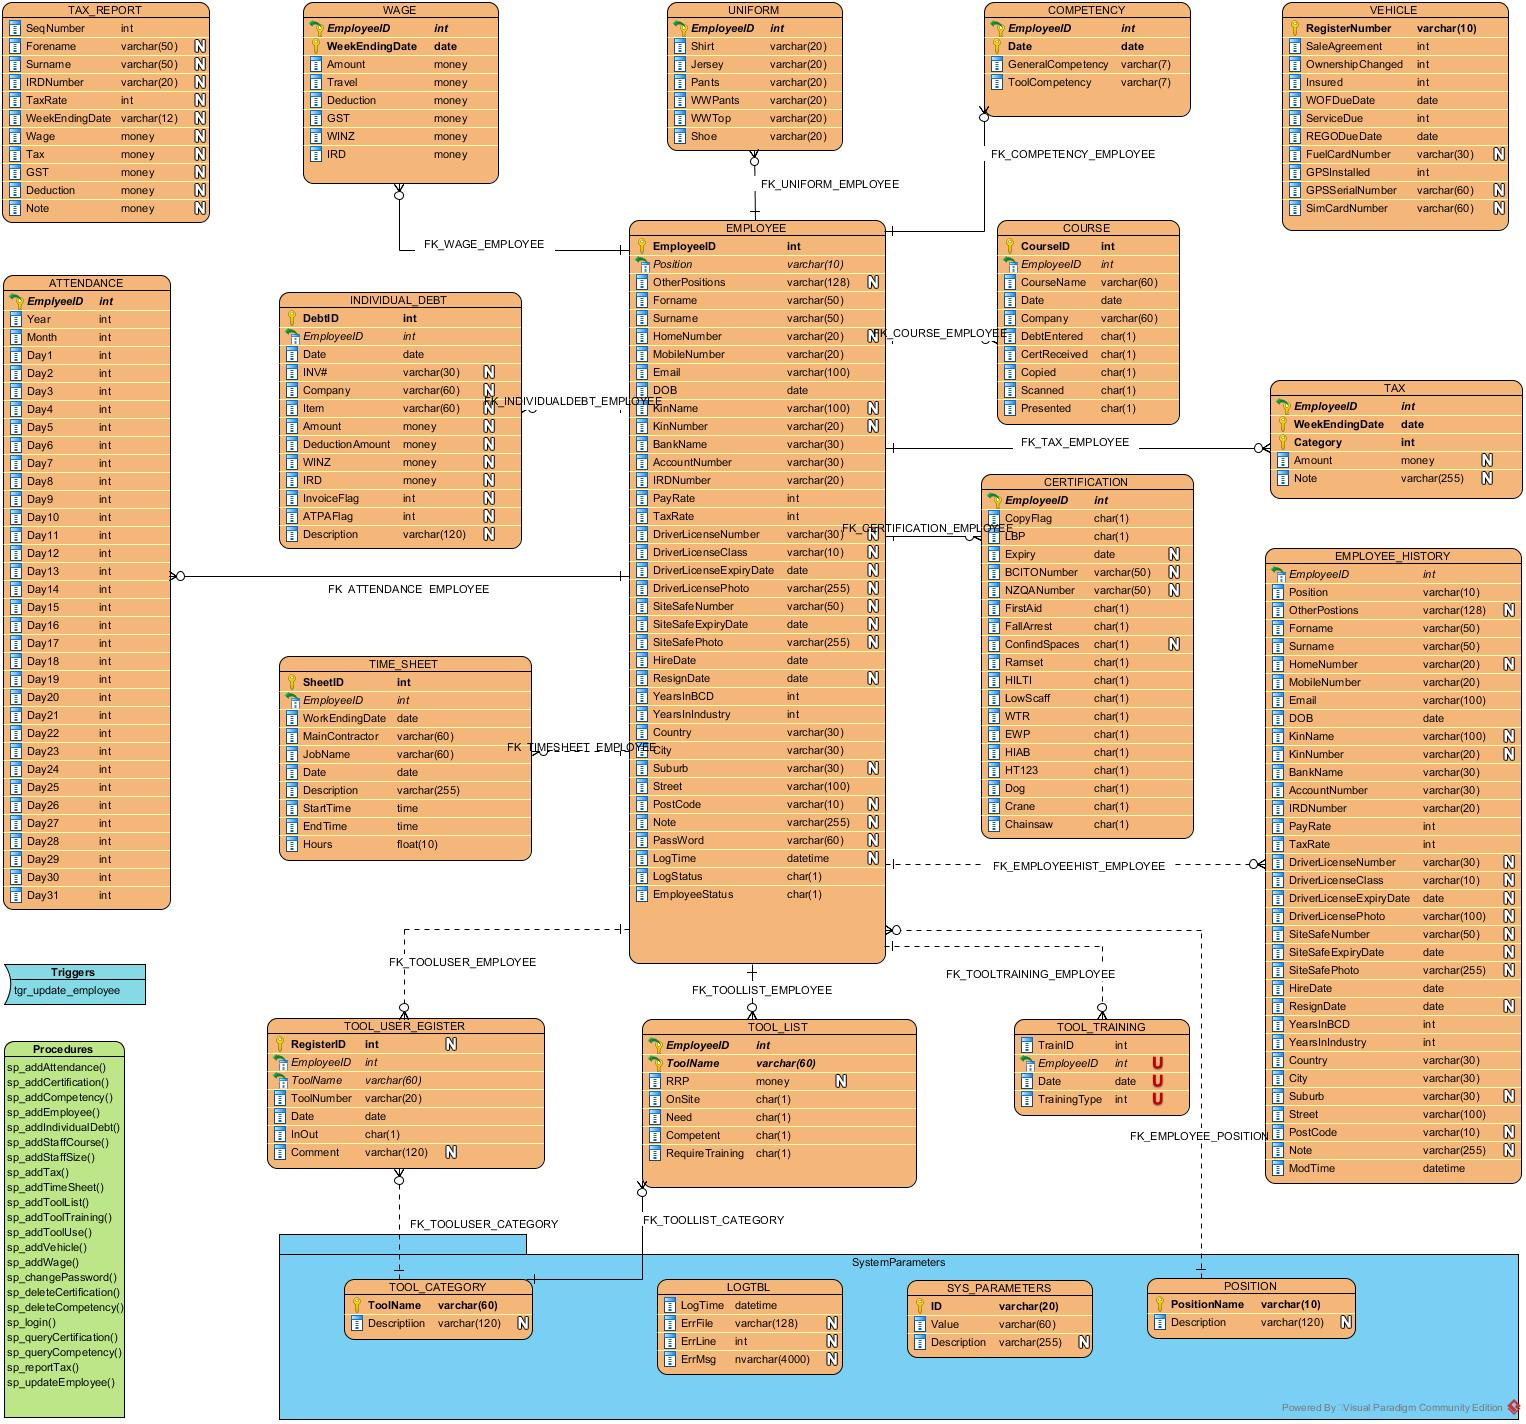 TAX_REPORT
SeqNumber int
Forename varchar(50) N
Surname varchar(50) N
IRDNumber varchar(20) N
TaxRate int N
WeekEndingDate varchar(12) N
Wage money N
Tax money N
GST money N
Deduction money N
Note money N
WAGE
EmployeeID int
WeekEndingDate date
Amount money
Travel money
Deduction money
GST money
WINZ money
IRD money
UNIFORM
EmployeeID int
Shirt varchar(20)
Jersey varchar(20)
Pants varchar(20)
WWPants varchar(20)
WWTop varchar(20)
Shoe varchar(20)
COMPETENCY
EmployeeID int
Date date
GeneralCompetency varchar(7)
ToolCompetency varchar(7)
VEHICLE
RegisterNumber varchar(10)
SaleAgreement int
OwnershipChanged int
Insured int
WOFDueDate date
ServiceDue int
REGODueDate date
FuelCardNumber varchar(30) N
GPSInstalled int
GPSSerialNumber varchar(60) N
SimCardNumber varchar(60) N
FK_COMPETENCY_EMPLOYEE
FK_UNIFORM_EMPLOYEE
FK_WAGE_EMPLOYEE
ATTENDANCE
EmplyeeID int
Year int
Month int
Day1 int
Day2 int
Day3 int
Day4 int
Day5 int
Day6 int
Day7 int
Day8 int
Day9 int
Day10 int
Day11 int
Day12 int
Day13 int
Day14 int
Day15 int
Day16 int
Day17 int
Day18 int
Day19 int
Day20 int
Day21 int
Day22 int
Day23 int
Day24 int
Day25 int
Day26 int
Day27 int
Day28 int
Day29 int
Day30 int
Day31 int
INDIVIDUAL_DEBT
DebtID int
EmployeeID int
Date date
INV# varchar(30) N
Company varchar(60) N
Item varchar(60) N
Amount money N
DeductionAmount money N
WINZ money N
IRD money N
InvoiceFlag int N
ATPAFlag int N
Description varchar(120) N
FK_INDIVIDUALDEBT_EMPLOYEE
FK_ATTENDANCE_EMPLOYEE
TIME_SHEET
SheetID int
EmployeeID int
WorkEndingDate date
MainContractor varchar(60)
JobName varchar(60)
Date date
Description varchar(255)
StartTime time
EndTime time
Hours float(10)
FK_TIMESHEET_EMPLOYEE
EMPLOYEE
EmployeeID int
Position varchar(10)
OtherPositions varchar(128) N
Forname varchar(50)
Surname varchar(50)
HomeNumber varchar(20) N
MobileNumber varchar(20)
Email varchar(100)
DOB date
KinName varchar(100) N
KinNumber varchar(20) N
BankName varchar(30)
AccountNumber varchar(30)
IRDNumber varchar(20)
PayRate int
TaxRate int
DriverLicenseNumber varchar(30) N
DriverLicenseClass varchar(10) N
DriverLicenseExpiryDate date N
DriverLicensePhoto varchar(255) N
SiteSafeNumber varchar(50) N
SiteSafeExpiryDate date N
SiteSafePhoto varchar(255) N
HireDate date
ResignDate date N
YearsInBCD int
YearsInIndustry int
Country varchar(30)
City varchar(30)
Suburb varchar(30) N
Street varchar(100)
PostCode varchar(10) N
Note varchar(255) N
PassWord varchar(60) N
LogTime datetime N
LogStatus char(1)
EmployeeStatus char(1)
COURSE
CourseID int
EmployeeID int
CourseName varchar(60)
Date date
Company varchar(60)
DebtEntered char(1)
CertReceived char(1)
Copied char(1)
Scanned char(1)
Presented char(1)
FK_COURSE_EMPLOYEE
FK_TAX_EMPLOYEE
TAX
EmployeeID int
WeekEndingDate date
Category int
Amount money N
Note varchar(255) N
CERTIFICATION
EmployeeID int
CopyFlag char(1)
LBP char(1)
Expiry date N
BCITONumber varchar(50) N
NZQANumber varchar(50) N
FirstAid char(1)
FallArrest char(1)
ConfindSpaces char(1) N
Ramset char(1)
HILTI char(1)
LowScaff char(1)
WTR char(1)
EWP char(1)
HIAB char(1)
HT123 char(1)
Dog char(1)
Crane char(1)
Chainsaw char(1)
FK_CERTIFICATION_EMPLOYEE
FK_EMPLOYEEHIST_EMPLOYEE
EMPLOYEE_HISTORY
EmployeeID int
Position varchar(10)
OtherPostions varchar(128) N
Forname varchar(50)
Surname varchar(50)
HomeNumber varchar(20) N
MobileNumber varchar(20)
Email varchar(100)
DOB date
KinName varchar(100) N
KinNumber varchar(20) N
BankName varchar(30)
AccountNumber varchar(30)
IRDNumber varchar(20)
PayRate int
TaxRate int
DriverLicenseNumber varchar(30) N
DriverLicenseClass varchar(10) N
DriverLicenseExpiryDate date N
DriverLicensePhoto varchar(100) N
SiteSafeNumber varchar(50) N
SiteSafeExpiryDate date N
SiteSafePhoto varchar(255) N
HireDate date
ResignDate date N
YearsInBCD int
YearsInIndustry int
Country varchar(30)
City varchar(30)
Suburb varchar(30) N
Street varchar(100)
PostCode varchar(10) N
Note varchar(255) N
ModTime datetime
Triggers
tgr_update_employee
Procedures
sp_addAttendance()
sp_addCertification()
sp_addCompetency()
sp_addEmployee()
sp_addIndividualDebt()
sp_addStaffCourse()
sp_addStaffSize()
sp_addTax()
sp_addTimeSheet()
sp_addToolList()
sp_addToolTraining()
sp_addToolUse()
sp_addVehicle()
sp_addWage()
sp_changePassword()
sp_deleteCertification()
sp_deleteCompetency()
sp_login()
sp_queryCertification()
sp_queryCompetency()
sp_reportTax()
sp_updateEmployee()
FK_TOOLUSER_EMPLOYEE
FK_TOOLLIST_EMPLOYEE
FK_TOOLTRAINING_EMPLOYEE
TOOL_USER_EGISTER
RegisterID int N
EmployeeID int
ToolName varchar(60)
ToolNumber varchar(20)
Date date
InOut char(1)
Comment varchar(120) N
TOOL_LIST
EmployeeID int
ToolName varchar(60)
RRP money N
OnSite char(1)
Need char(1)
Competent char(1)
RequireTraining char(1)
TOOL_TRAINING
TrainID int
EmployeeID int U
Date date U
TrainingType int U
FK_EMPLOYEE_POSITION
FK_TOOLUSER_CATEGORY
FK_TOOLLIST_CATEGORY
SystemParameters
TOOL_CATEGORY
ToolName varchar(60)
Descriptiion varchar(120) N
LOGTBL
LogTime datetime
ErrFile varchar(128) N
ErrLine int N
ErrMsg nvarchar(4000) N
SYS_PARAMETERS
ID varchar(20)
Value varchar(60)
Description varchar(255) N
POSITION
PositionName varchar(10)
Description varchar(120) N
Powered By Visual Paradigm Community Edition